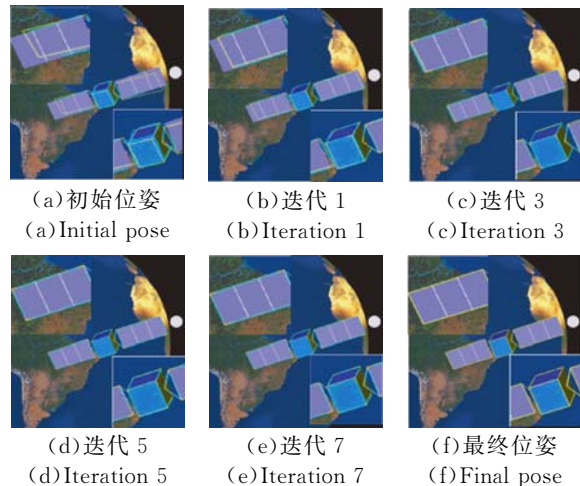 (a)初始位姿
(a)Initial pose
(b)迭代 1
(b)Iteration 1
(c)迭代 3
(c)Iteration 3
(d)迭代 5
(d)Iteration 5
(e)迭代 7
(e)Iteration 7
(f)最终位姿
(f)Final pose